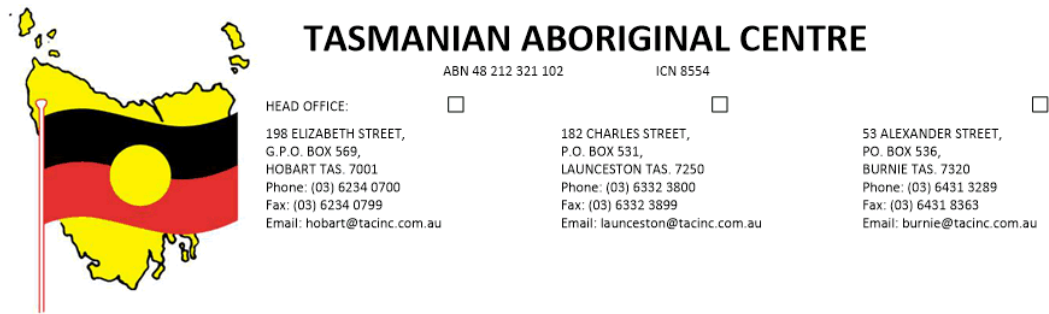 TASMANIAN ABORIGINAL CENTRE
ABN 48 212 321 102 ICN 8554
HEAD OFFICE:
198 ELIZABETH STREET,
G.P.O. BOX 569,
HOBART TAS. 7001
Phone: (03) 6234 0700
Fax: (03) 6234 0799
Email: hobart@tacinc.com.au
182 CHARLES STREET,
P.O. BOX 531,
LAUNCESTON TAS. 7250
Phone: (03) 6332 3800
Fax: (03) 6332 3899
Email: launceston@tacinc.com.au
53 ALEXANDER STREET,
PO. BOX 536,
BURNIE TAS. 7320
Phone: (03) 6431 3289
Fax: (03) 6431 8363
Email: burnie@tacinc.com.au